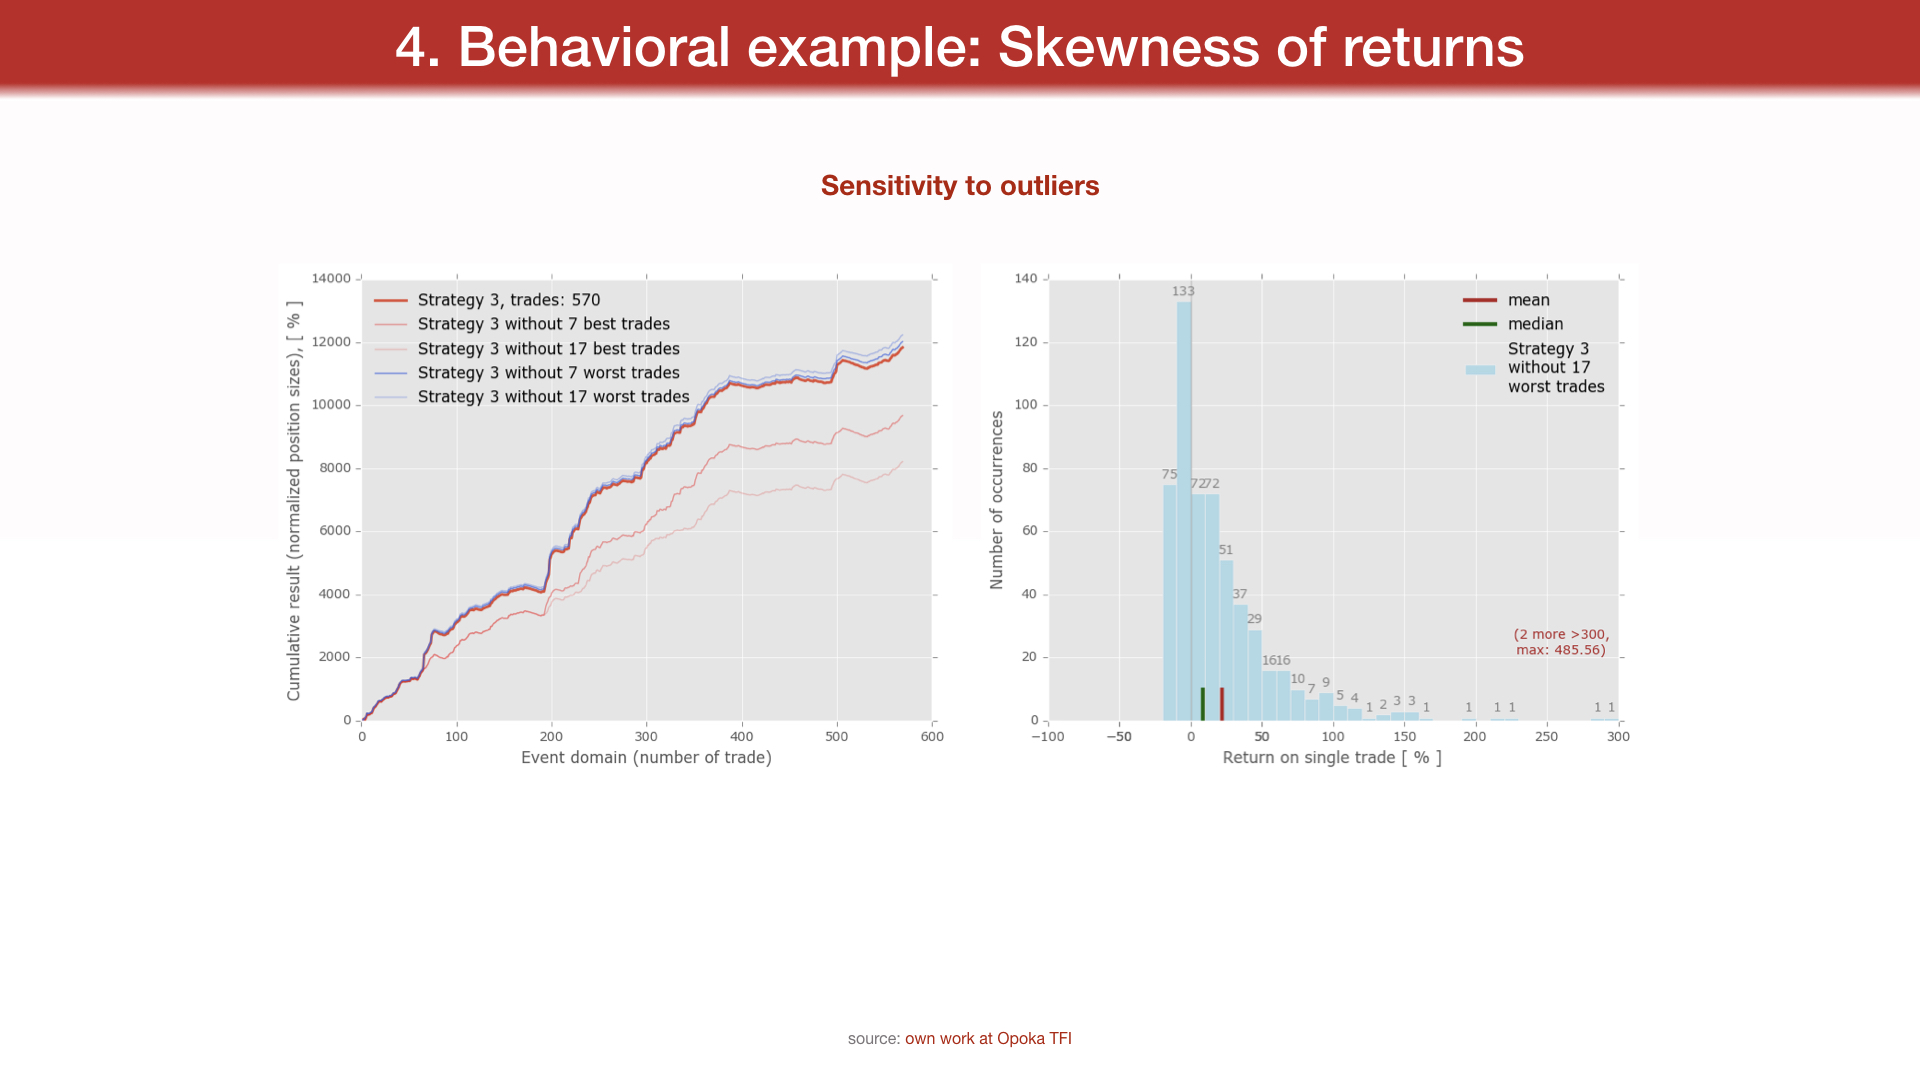 4. Behavioral example: Skewness of returns
Sensitivity to outliers
Cumulative result (normalized position sizes), [ % ]
14000
12000
10000
8000
6000
4000
2000
0
Strategy 3, trades: 570
Strategy 3 without 7 best trades
Strategy 3 without 17 best trades
Strategy 3 without 7 worst trades
Strategy 3 without 17 worst trades
0 100 200 300 400 500 600
Event domain (number of trade)
Number of occurrences
140
120
100
80
60
40
20
0
mean
median
Strategy 3
without 17
worst trades
75 133 72 72 51 37 29 16 16 10 7 9 5 4 1 2 3 3 1 1 1 1 1 1
(2 more >300,
max: 485.56)
−100 −50 0 50 100 150 200 250 300
Return on single trade [ % ]
source: own work at Opoka TFI